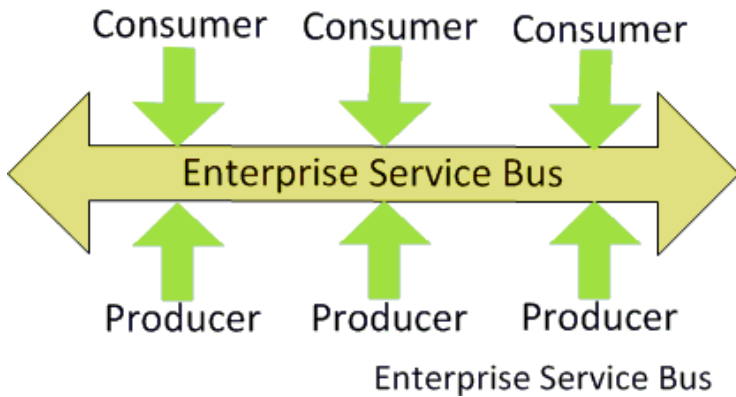 Consumer Consumer Consumer
Enterprise Service Bus
Producer Producer Producer
Enterprise Service Bus